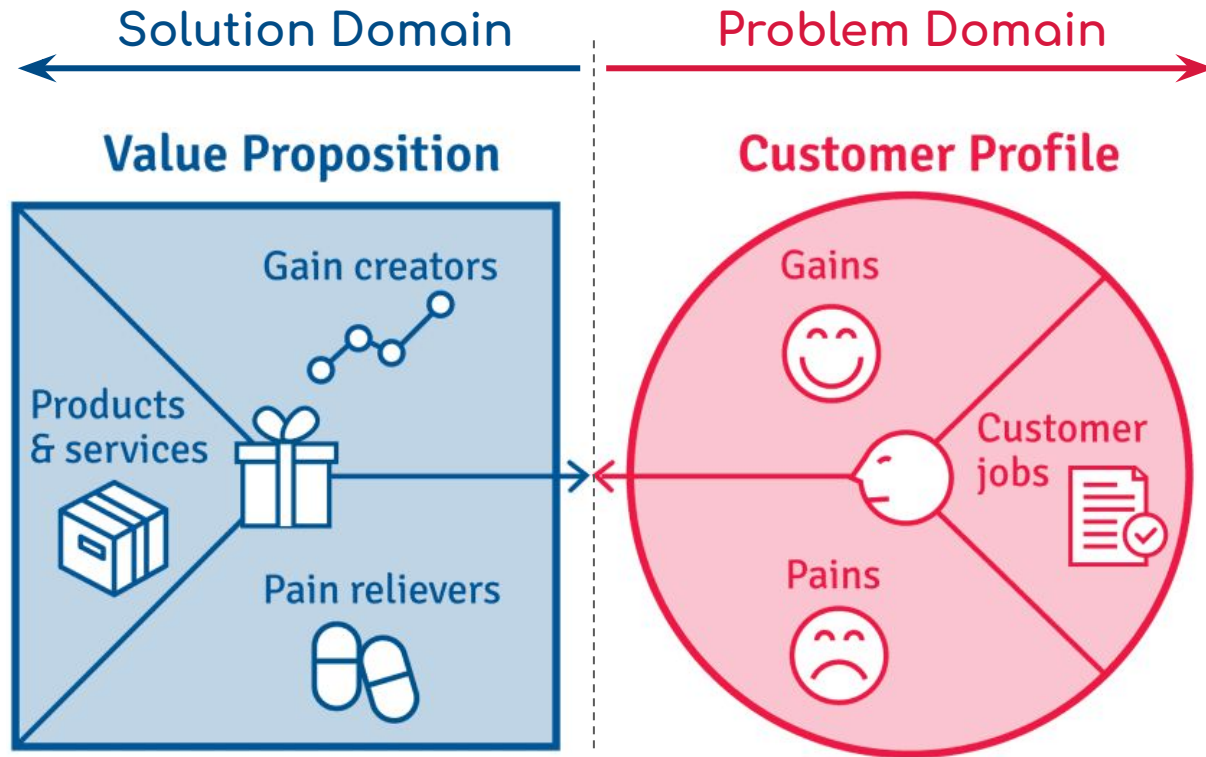 Solution Domain
Problem Domain
Value Proposition
Customer Profile
Gain creators
Products
& services
Pain relievers
Gains
Customer
jobs
Pains